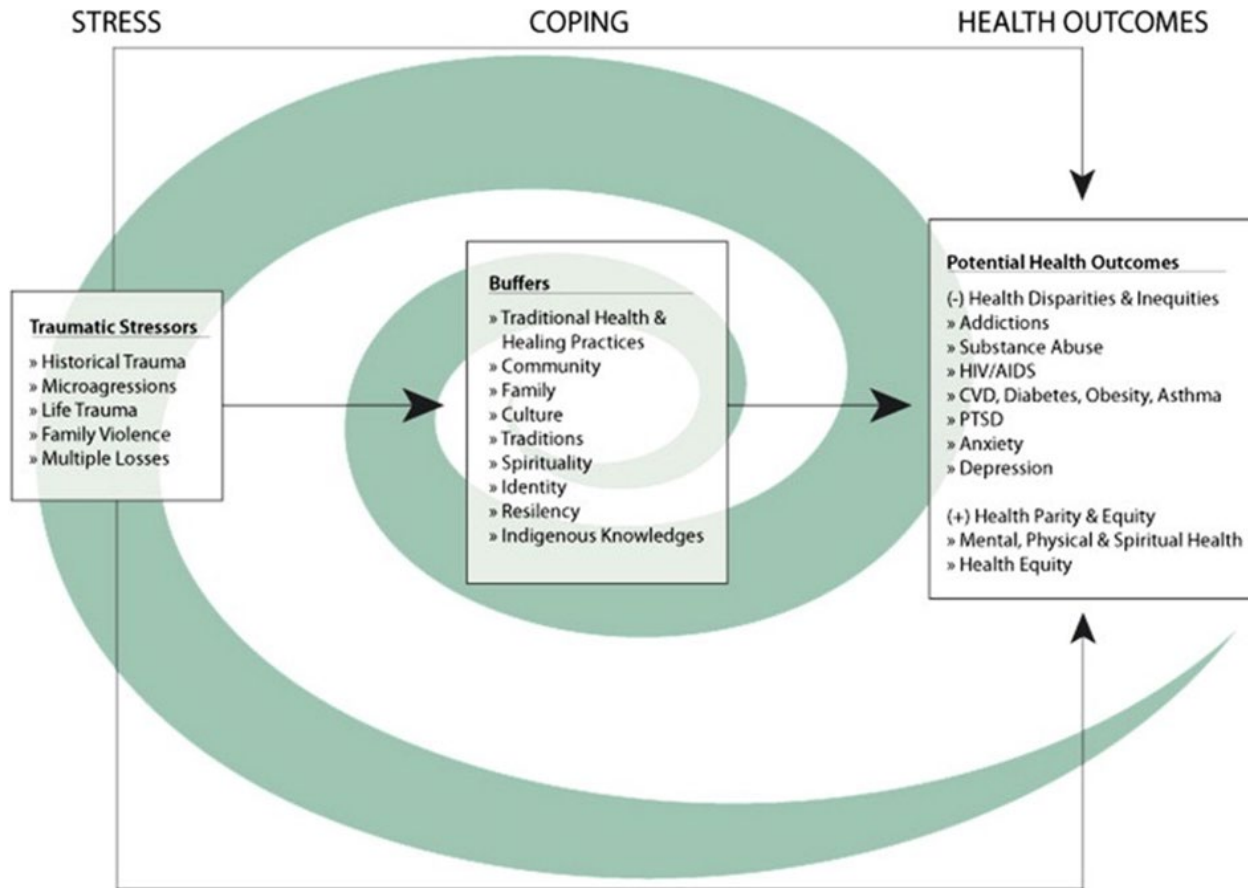 STRESS
COPING
HEALTH OUTCOMES
Traumatic Stressors
» Historical Trauma
» Microagressions
» Life Trauma
» Family Violence
» Multiple Losses
Buffers
» Traditional Health &
Healing Practices
» Community
» Family
» Culture
» Traditions
» Spirituality
» Identity
» Resilency
» Indigenous Knowledges
Potential Health Outcomes
(-) Health Disparities & Inequities
» Addictions
» Substance Abuse
» HIV/AIDS
» CVD, Diabetes, Obesity, Asthma
» PTSD
» Anxiety
» Depression
(+) Health Parity & Equity
» Mental, Physical & Spiritual Health
» Health Equity